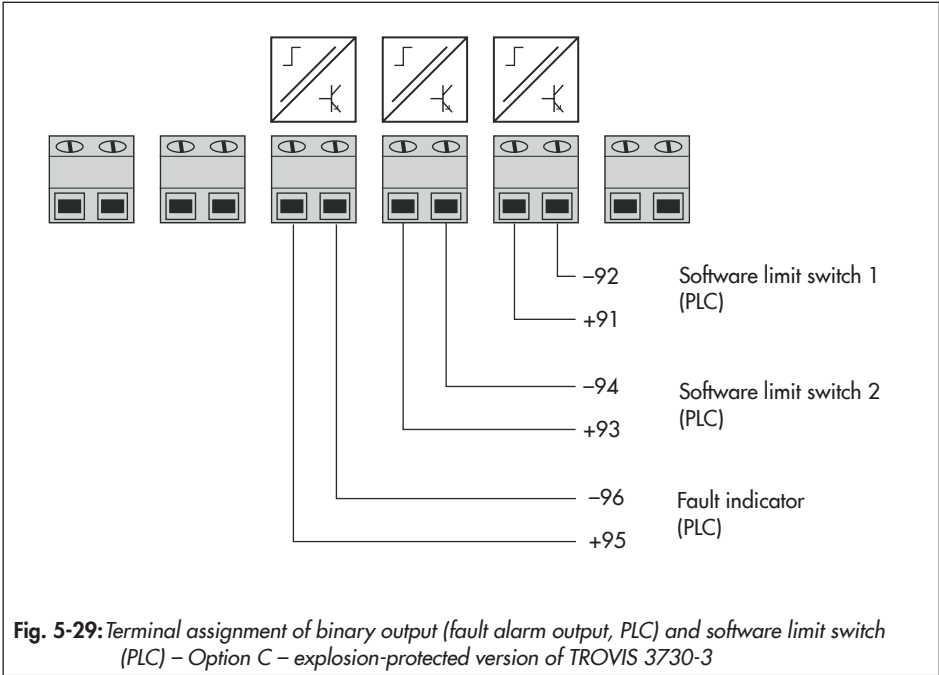 –92 Software limit switch 1
(PLC)
+91
–94 Software limit switch 2
+93 (PLC)
–96 Fault indicator
(PLC)
+95
Fig. 5-29: Terminal assignment of binary output (fault alarm output, PLC) and software limit switch
(PLC) – Option C – explosion-protected version of TROVIS 3730-3